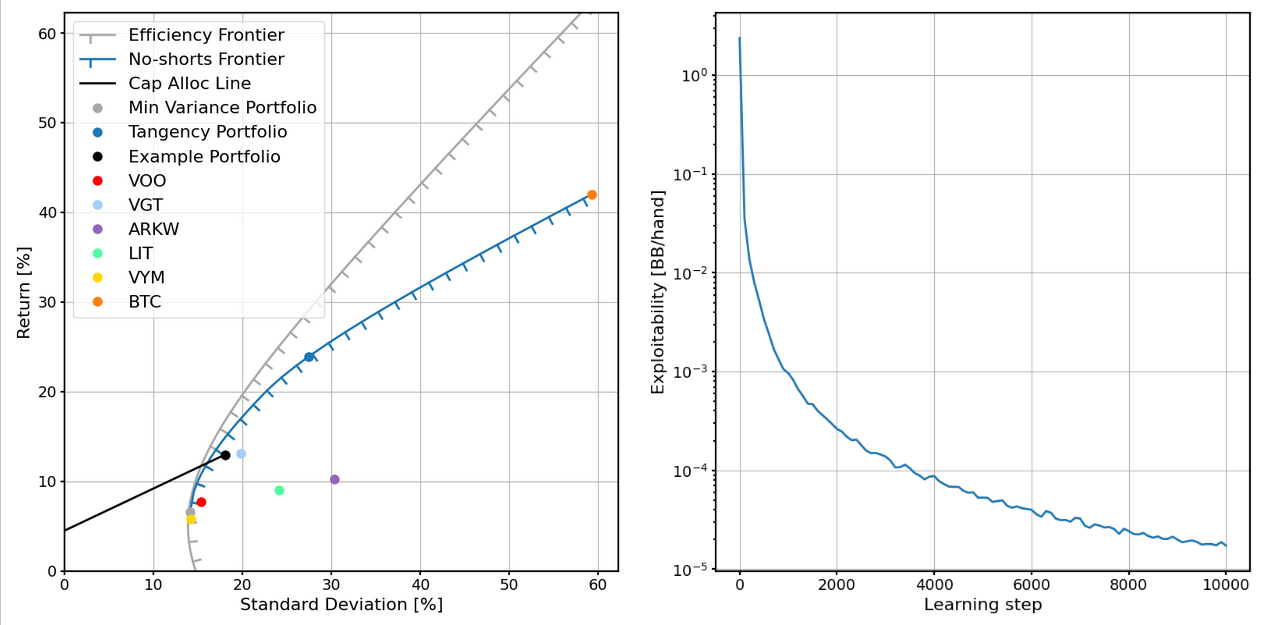 60
50
40
30
20
10
0
Return [%]
Efficiency Frontier
No-shorts Frontier
Cap Alloc Line
Min Variance Portfolio
Tangency Portfolio
Example Portfolio
VOO
VGT
ARKW
LIT
VYM
BTC
0 10 20 30 40 50 60
Standard Deviation [%]
10⁰
10⁻¹
10⁻²
10⁻³
10⁻⁴
10⁻⁵
Exploitability [BB/hand]
0 2000 4000 6000 8000 10000
Learning step